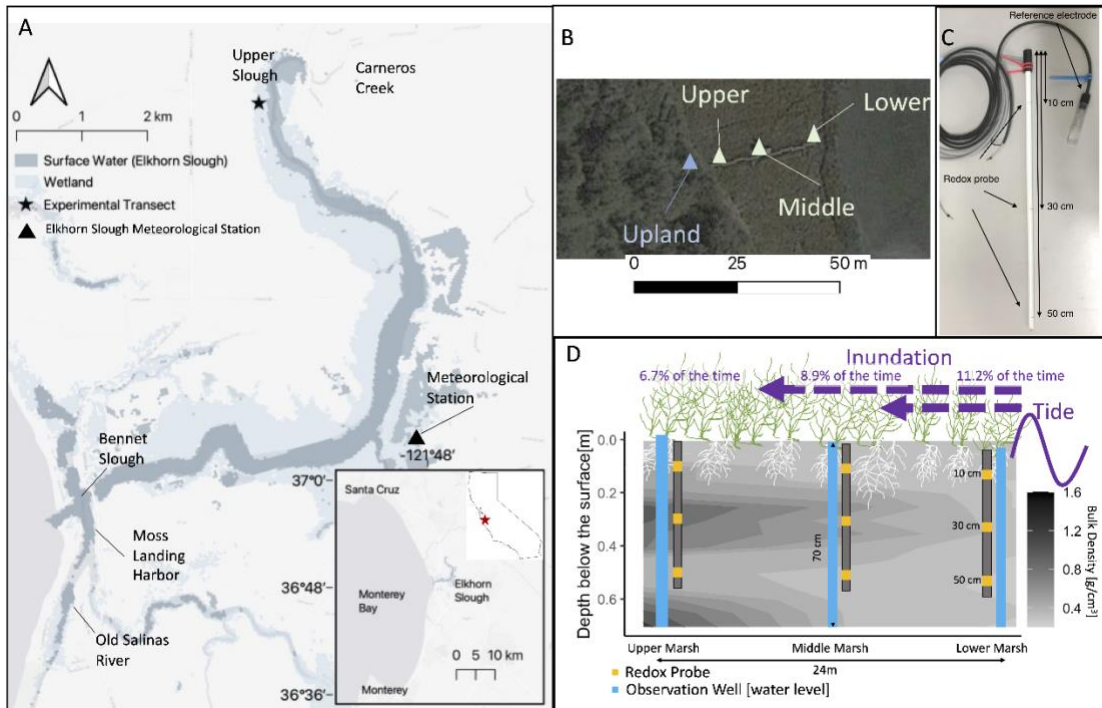 A
Upper
Slough
Carneros
Creek
0 1 2 km
Surface Water (Elkhorn Slough)
Wetland
Experimental Transect
Elkhorn Slough Meteorological Station
Meteorological
Station
-121°48'
Bennet
Slough
37°0'
Moss
Landing
Harbor
36°48'
Old Salinas
River
36°36'
Santa Cruz
Elkhorn
Slough
Monterey
Bay
0 5 10 km
Monterey
B
Upper
Lower
Middle
Upland
0 25 50 m
C
Reference electrode
10 cm
Redox probe
30 cm
50 cm
D
Inundation
6.7% of the time
8.9% of the time
11.2% of the time
Tide
Depth below the surface[m]
0.0
0.2
0.4
0.6
70 cm
10 cm
30 cm
50 cm
1.6
1.2
0.8
0.4
Bulk Density [g/cm³]
Upper Marsh
Middle Marsh
Lower Marsh
24m
Redox Probe
Observation Well [water level]